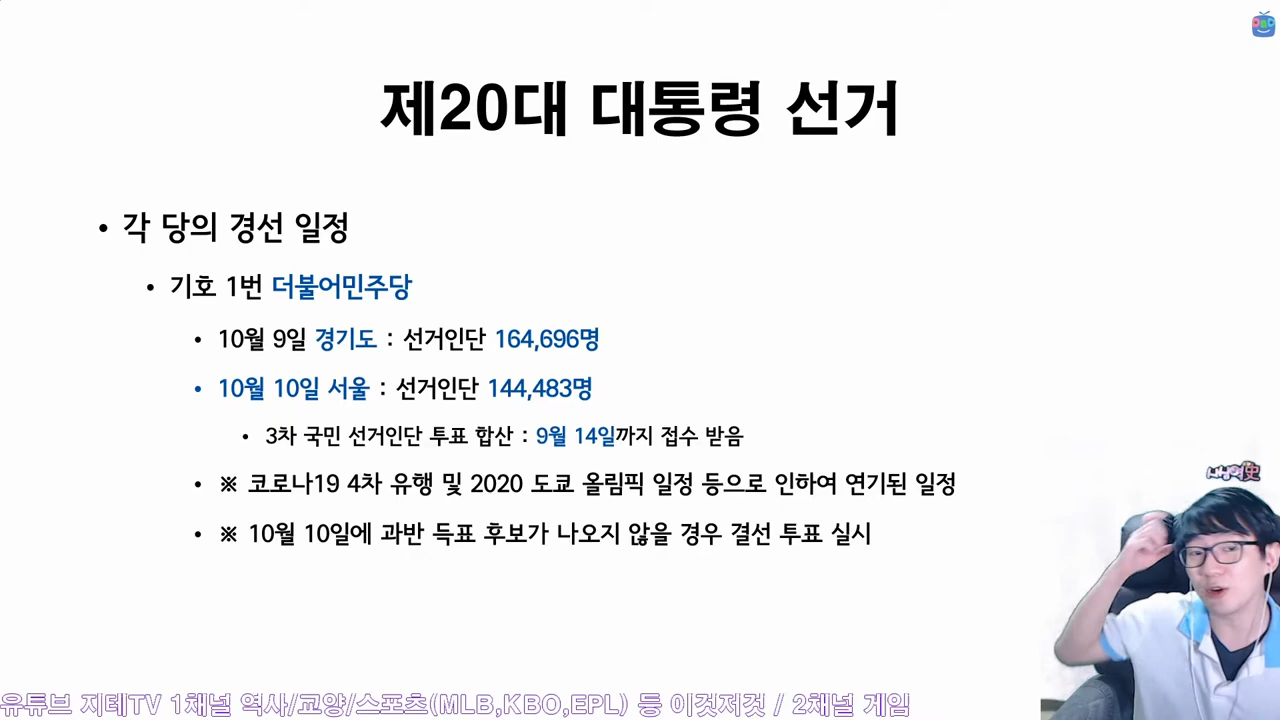 제20대 대통령 선거
• 각 당의 경선 일정
• 기호 1번 더불어민주당
• 10월 9일 경기도 : 선거인단 164,696명
• 10월 10일 서울 : 선거인단 144,483명
• 3차 국민 선거인단 투표 합산 : 9월 14일까지 접수 받음
• ※ 코로나19 4차 유행 및 2020 도쿄 올림픽 일정 등으로 인하여 연기된 일정
• ※ 10월 10일에 과반 득표 후보가 나오지 않을 경우 결선 투표 실시
유튜브 지테TV 1채널 역사/교양/스포츠(MLB,KBO,EPL) 등 이것저것 / 2채널 게임